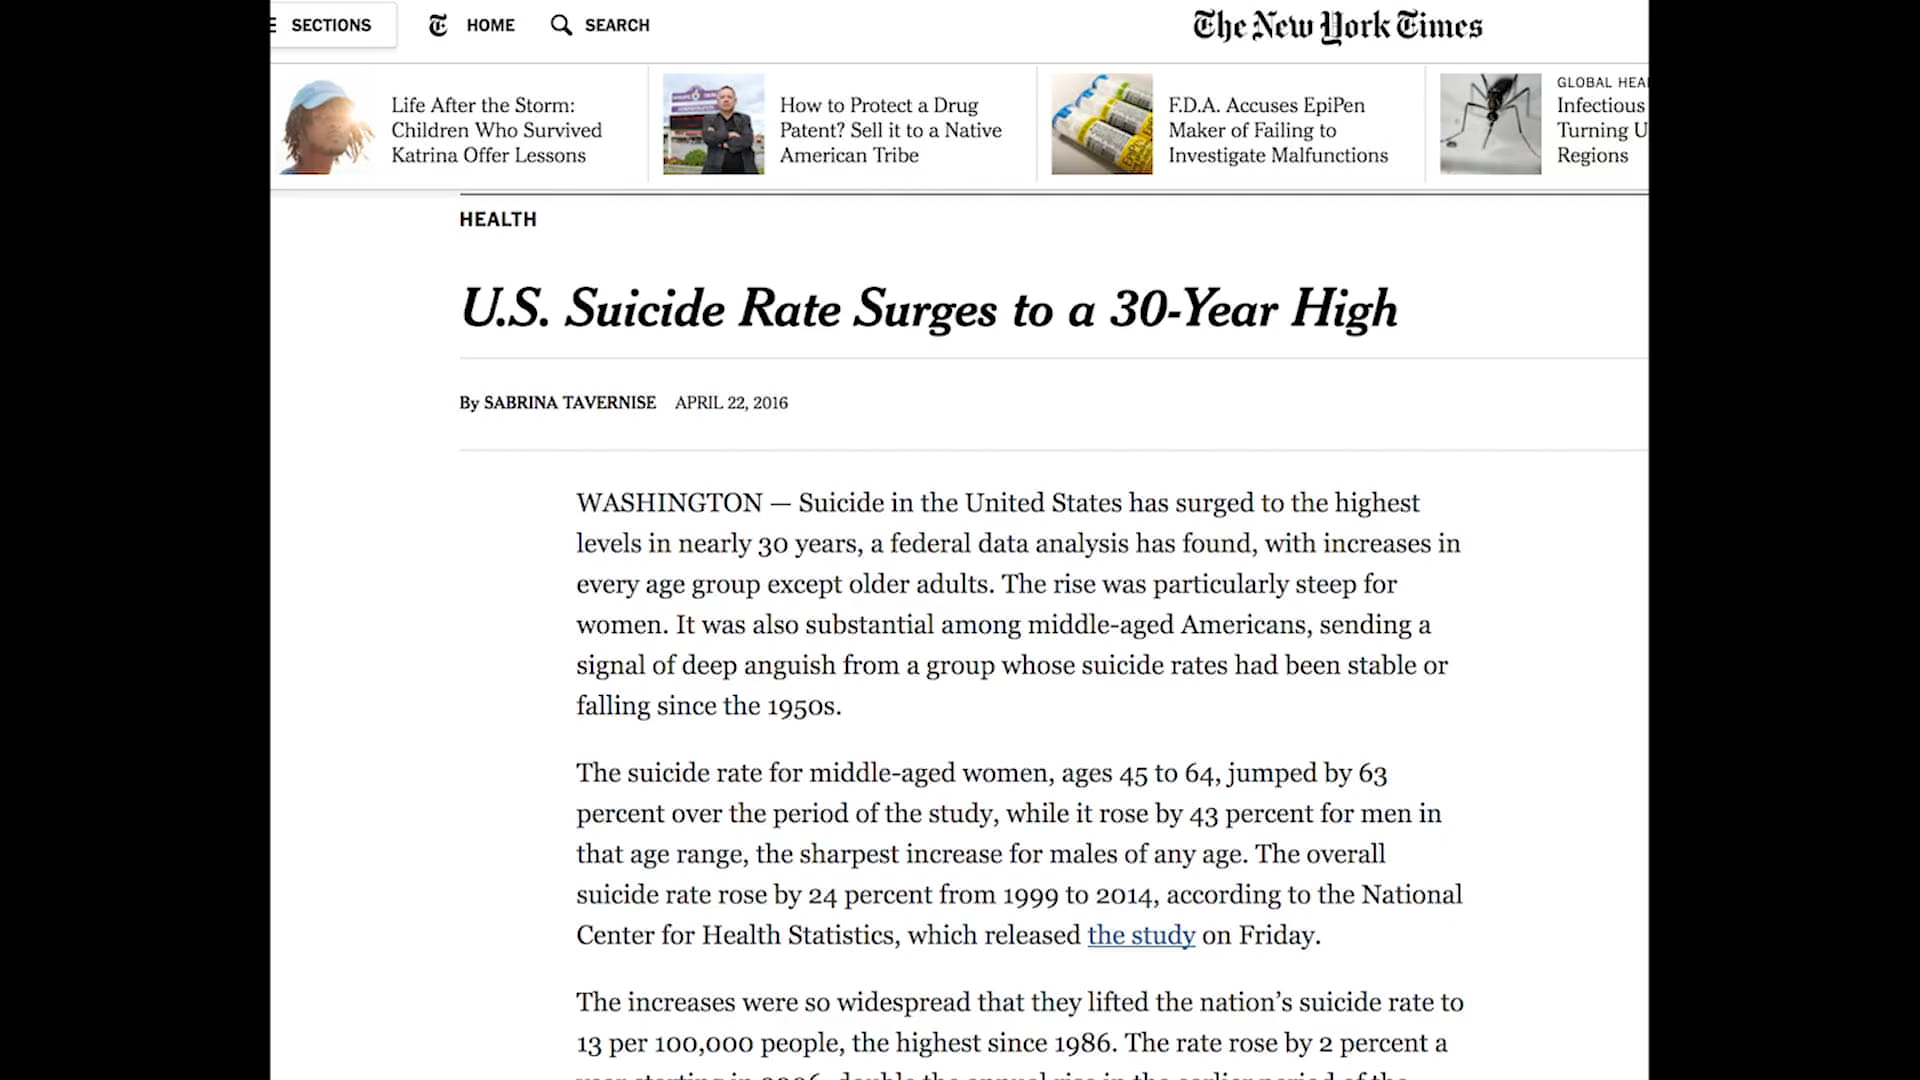 SECTIONS
HOME
SEARCH
The New York Times
Life After the Storm:
Children Who Survived
Katrina Offer Lessons
How to Protect a Drug
Patent? Sell it to a Native
American Tribe
F.D.A. Accuses EpiPen
Maker of Failing to
Investigate Malfunctions
GLOBAL
Infectious
Turning
Regions
HEALTH
U.S. Suicide Rate Surges to a 30-Year High
By SABRINA TAVERNISE APRIL 22, 2016
WASHINGTON — Suicide in the United States has surged to the highest
levels in nearly 30 years, a federal data analysis has found, with increases in
every age group except older adults. The rise was particularly steep for
women. It was also substantial among middle-aged Americans, sending a
signal of deep anguish from a group whose suicide rates had been stable or
falling since the 1950s.
The suicide rate for middle-aged women, ages 45 to 64, jumped by 63
percent over the period of the study, while it rose by 43 percent for men in
that age range, the sharpest increase for males of any age. The overall
suicide rate rose by 24 percent from 1999 to 2014, according to the National
Center for Health Statistics, which released the study on Friday.
The increases were so widespread that they lifted the nation’s suicide rate to
13 per 100,000 people, the highest since 1986. The rate rose by 2 percent a